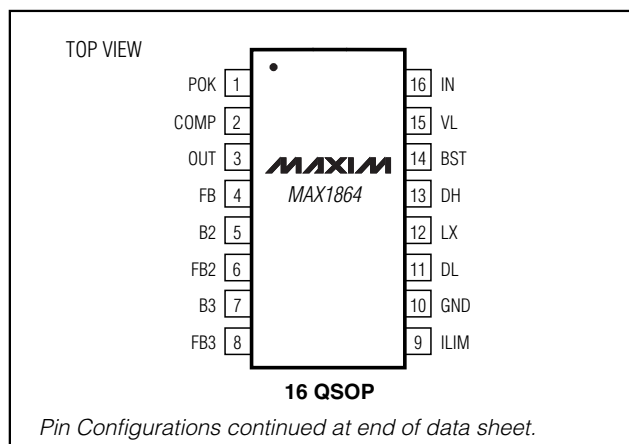 TOP VIEW
POK 1
COMP 2
OUT 3
FB 4
B2 5
FB2 6
B3 7
FB3 8
MAXIM
MAX1864
16 IN
15 VL
14 BST
13 DH
12 LX
11 DL
10 GND
9 ILIM
16 QSOP
Pin Configurations continued at end of data sheet.